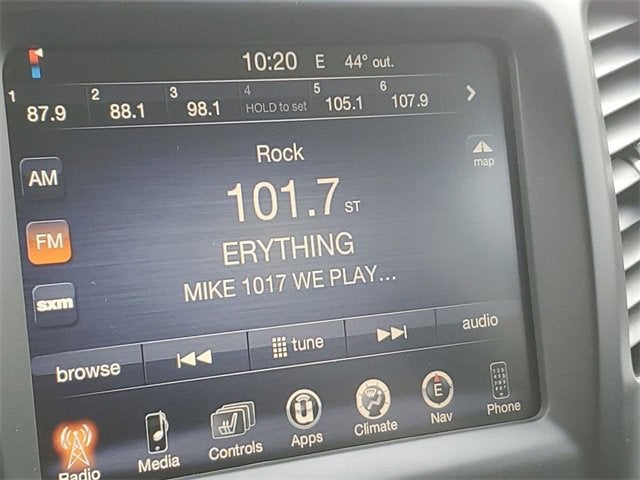 10:20 E 44° out.
1 87.9 2 88.1 3 98.1 4 HOLD to set 5 105.1 6 107.9
Rock
map
AM
101.7 ST
FM
ERYTHING
MIKE 1017 WE PLAY...
sxm
browse tune audio
Radio Media Controls Apps Climate E Nav Phone